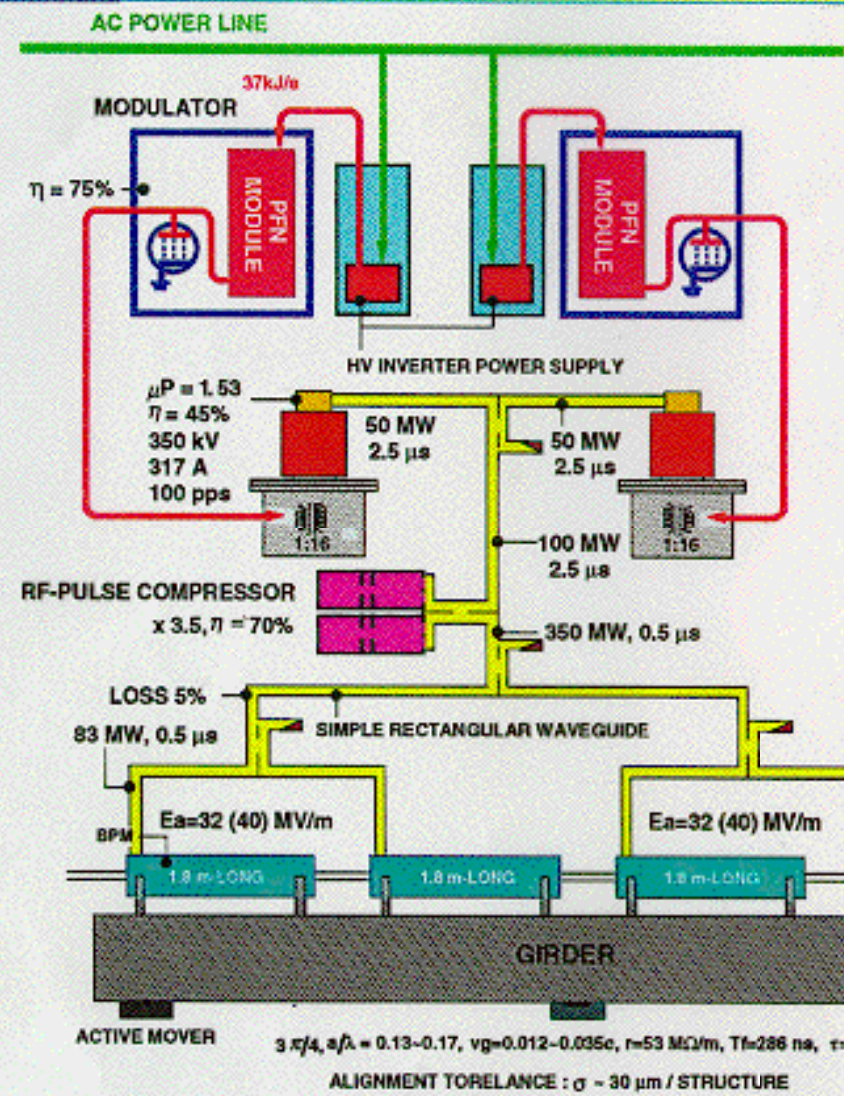 AC POWER LINE
37kJ/s
MODULATOR
η = 75%
PFN
MODULE
PFN
MODULE
HV INVERTER POWER SUPPLY
μP = 1.53
η = 45%
350 kV
317 A
100 pps
50 MW
2.5 μs
50 MW
2.5 μs
1:16
1:16
100 MW
2.5 μs
RF-PULSE COMPRESSOR
x 3.5, η = 70%
350 MW, 0.5 μs
LOSS 5%
SIMPLE RECTANGULAR WAVEGUIDE
83 MW, 0.5 μs
Ea=32 (40) MV/m
Ea=32 (40) MV/m
BPM
1.8 m-LONG
1.8 m-LONG
1.8 m-LONG
GIRDER
ACTIVE MOVER
3 π/4, a/λ = 0.13~0.17, vg=0.012~0.035c, r=53 MΩ/m, Tf=286 ns, τ=
ALIGNMENT TORELANCE : σ ~ 30 μm / STRUCTURE